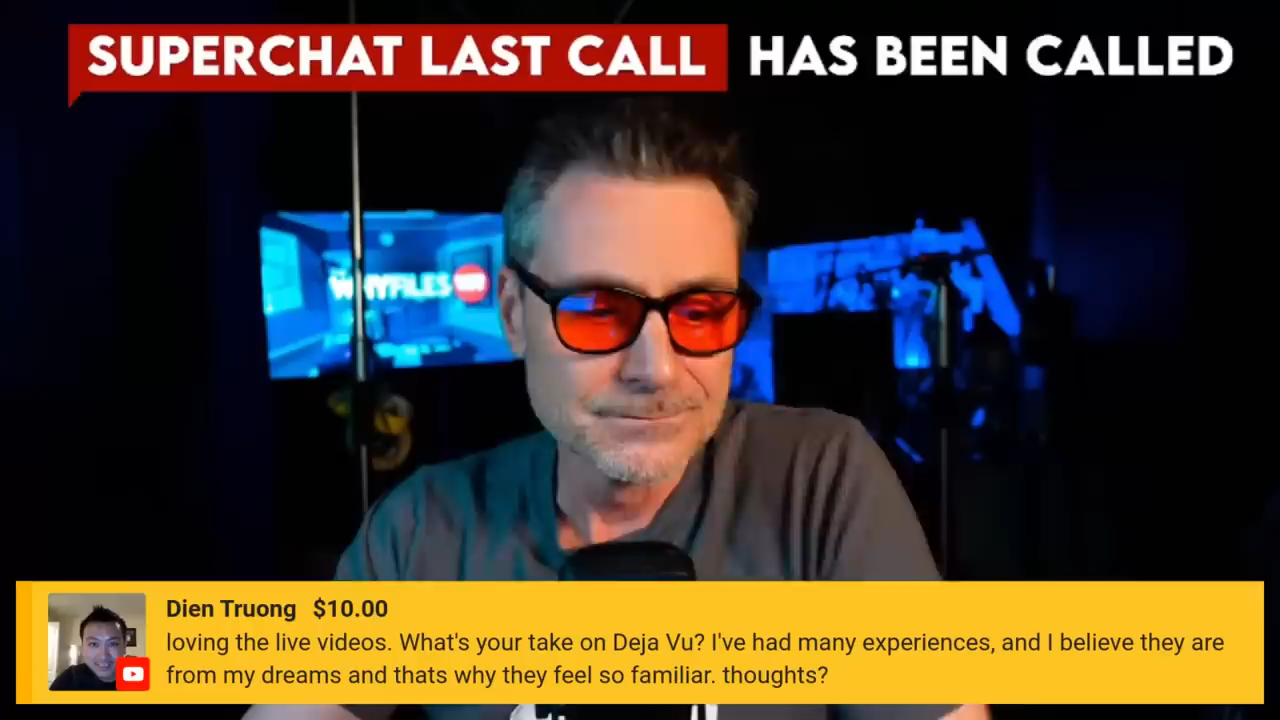 SUPERCHAT LAST CALL HAS BEEN CALLED
THE
WHYFILES
Dien Truong $10.00
loving the live videos. What's your take on Deja Vu? I've had many experiences, and I believe they are
from my dreams and thats why they feel so familiar. thoughts?